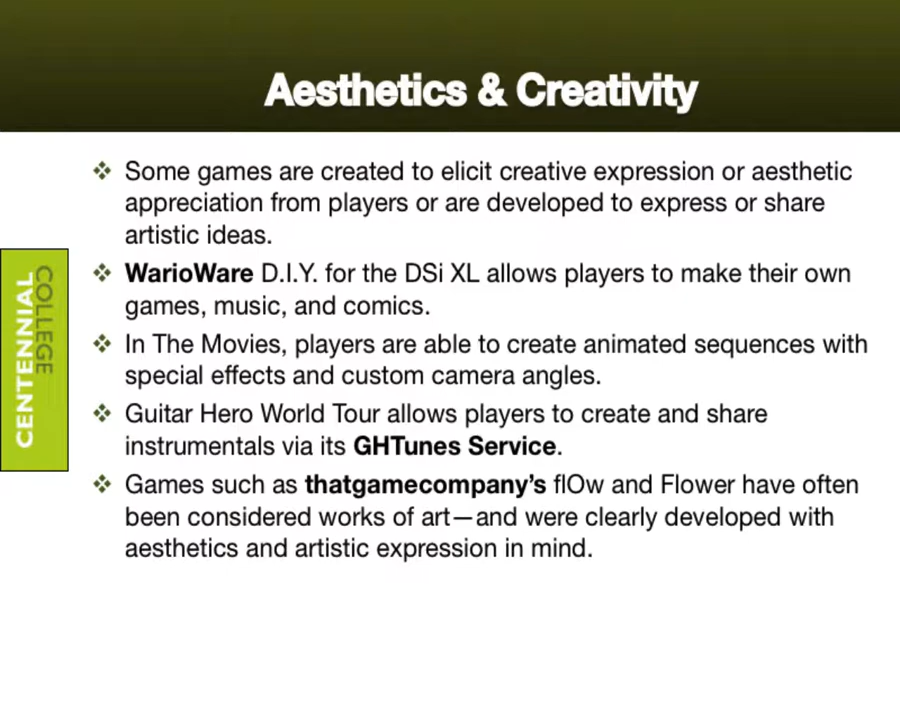 Aesthetics & Creativity
Some games are created to elicit creative expression or aesthetic
appreciation from players or are developed to express or share
artistic ideas.
WarioWare D.I.Y. for the DSi XL allows players to make their own
games, music, and comics.
In The Movies, players are able to create animated sequences with
special effects and custom camera angles.
Guitar Hero World Tour allows players to create and share
instrumentals via its GHTunes Service.
Games such as thatgamecompany’s flOw and Flower have often
been considered works of art—and were clearly developed with
aesthetics and artistic expression in mind.
CENTENNIAL
COLLEGE